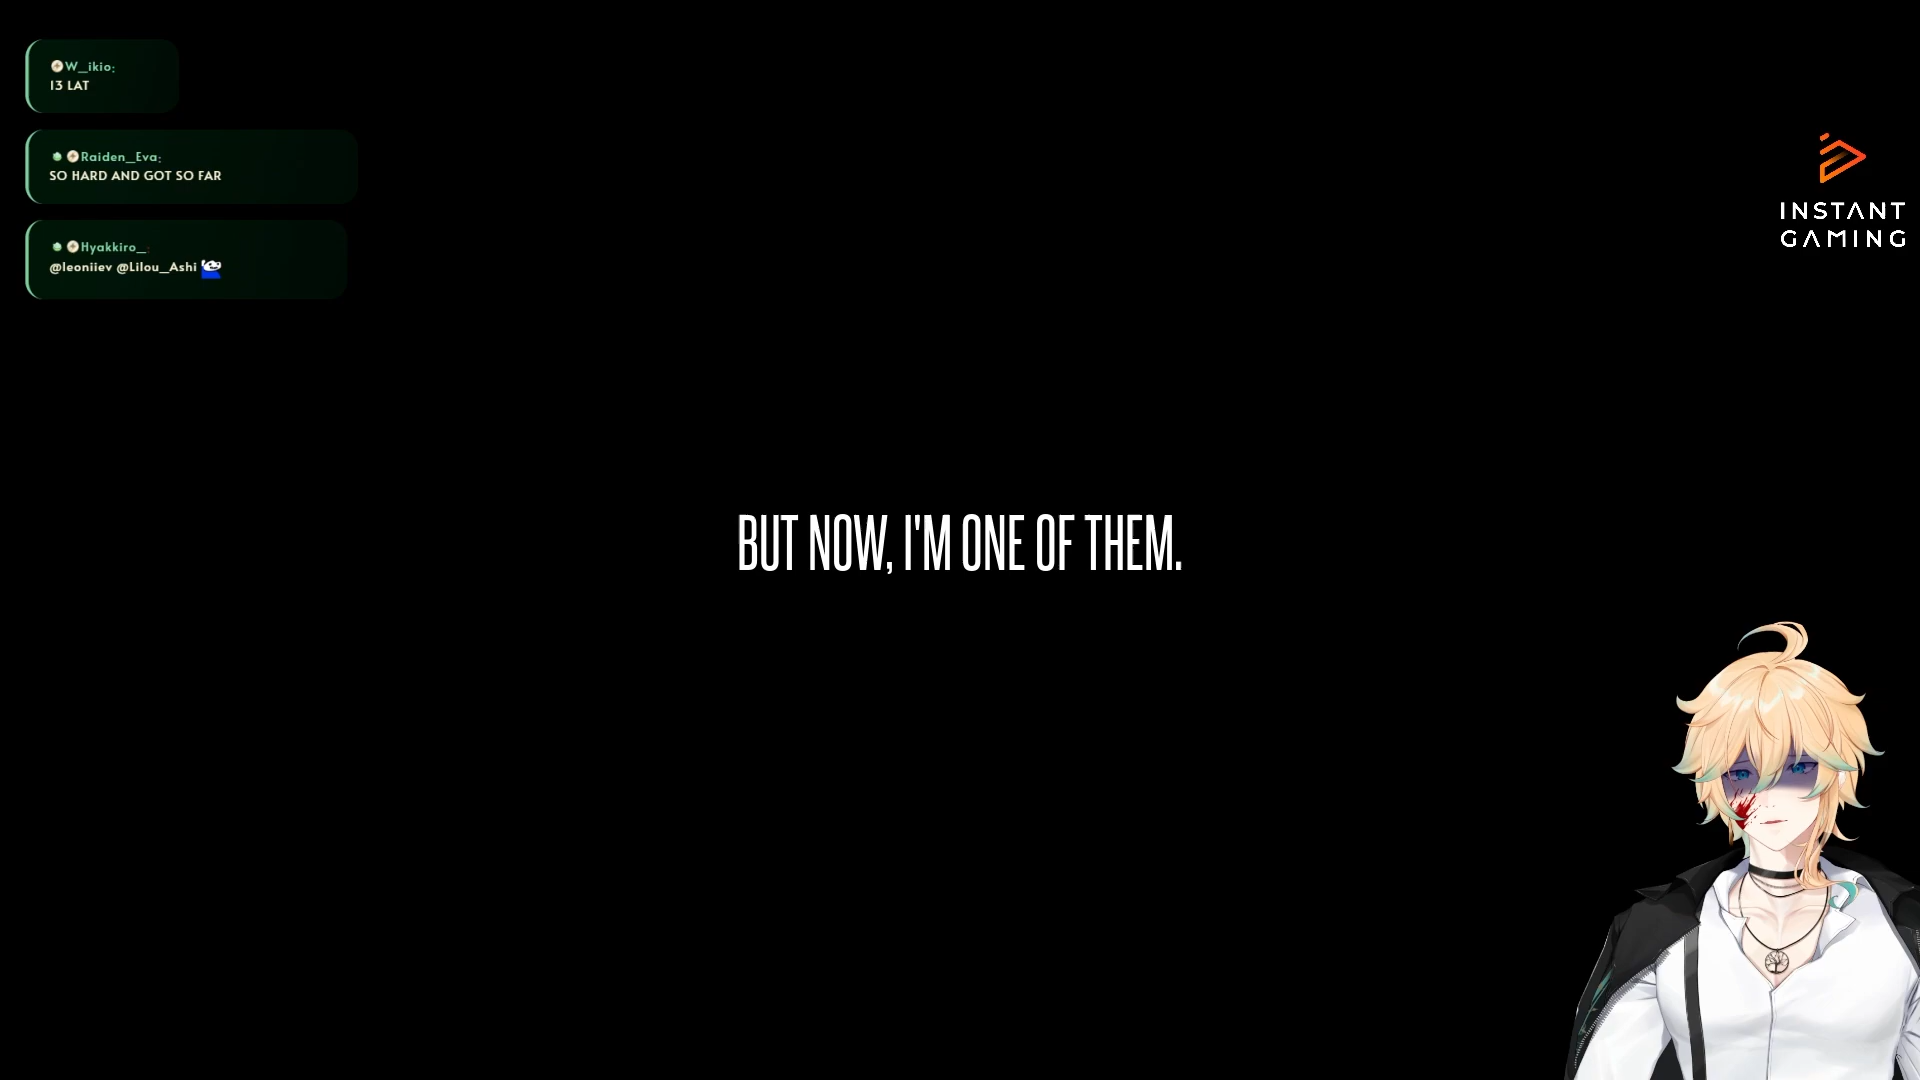 W_ikio:
13 LAT
Raiden_Eva:
SO HARD AND GOT SO FAR
Hyakkiro_:
@leoniiev @Lilou_Ashi
INSTANT
GAMING
BUT NOW, I'M ONE OF THEM.